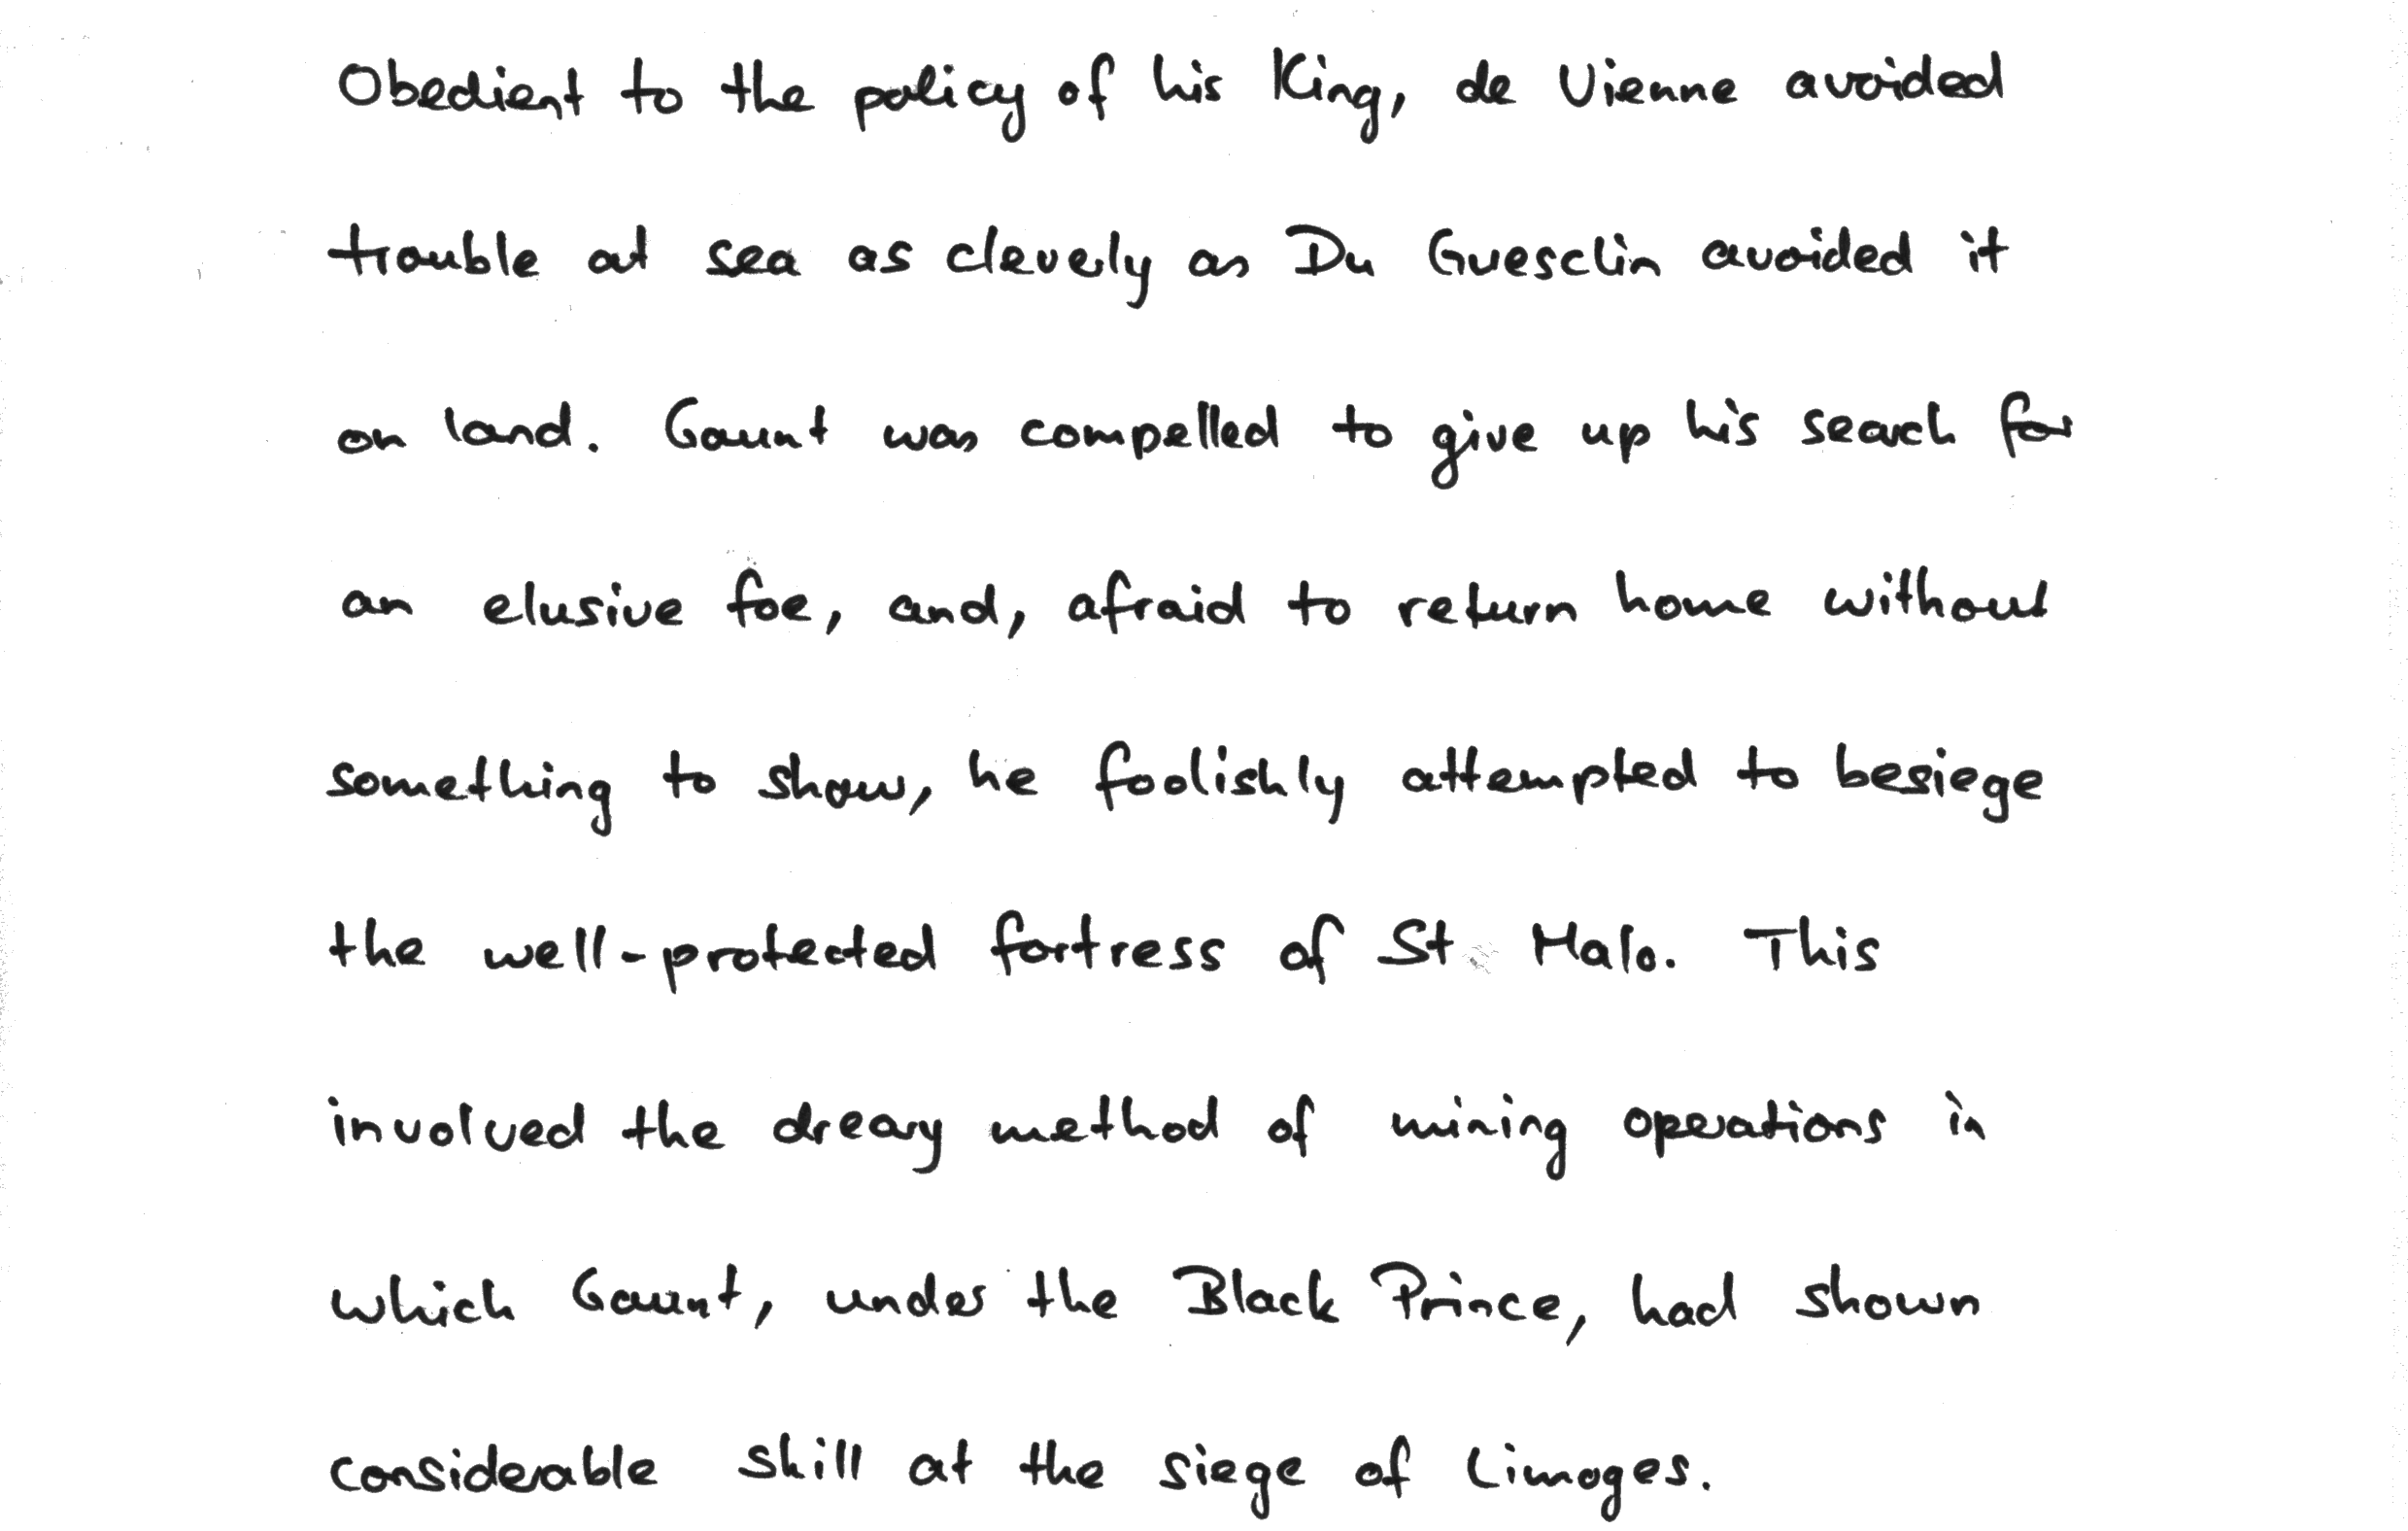 Obedient to the policy of his King, de Vienne avoided
trouble at sea as cleverly as Du Guesclin avoided it
on land. Gaunt was compelled to give up his search for
an elusive foe, and, afraid to return home without
something to show, he foolishly attempted to besiege
the well-protected fortress of St Malo. This
involved the dreary method of mining operations in
which Gaunt, under the Black Prince, had shown
considerable skill at the siege of Limoges.